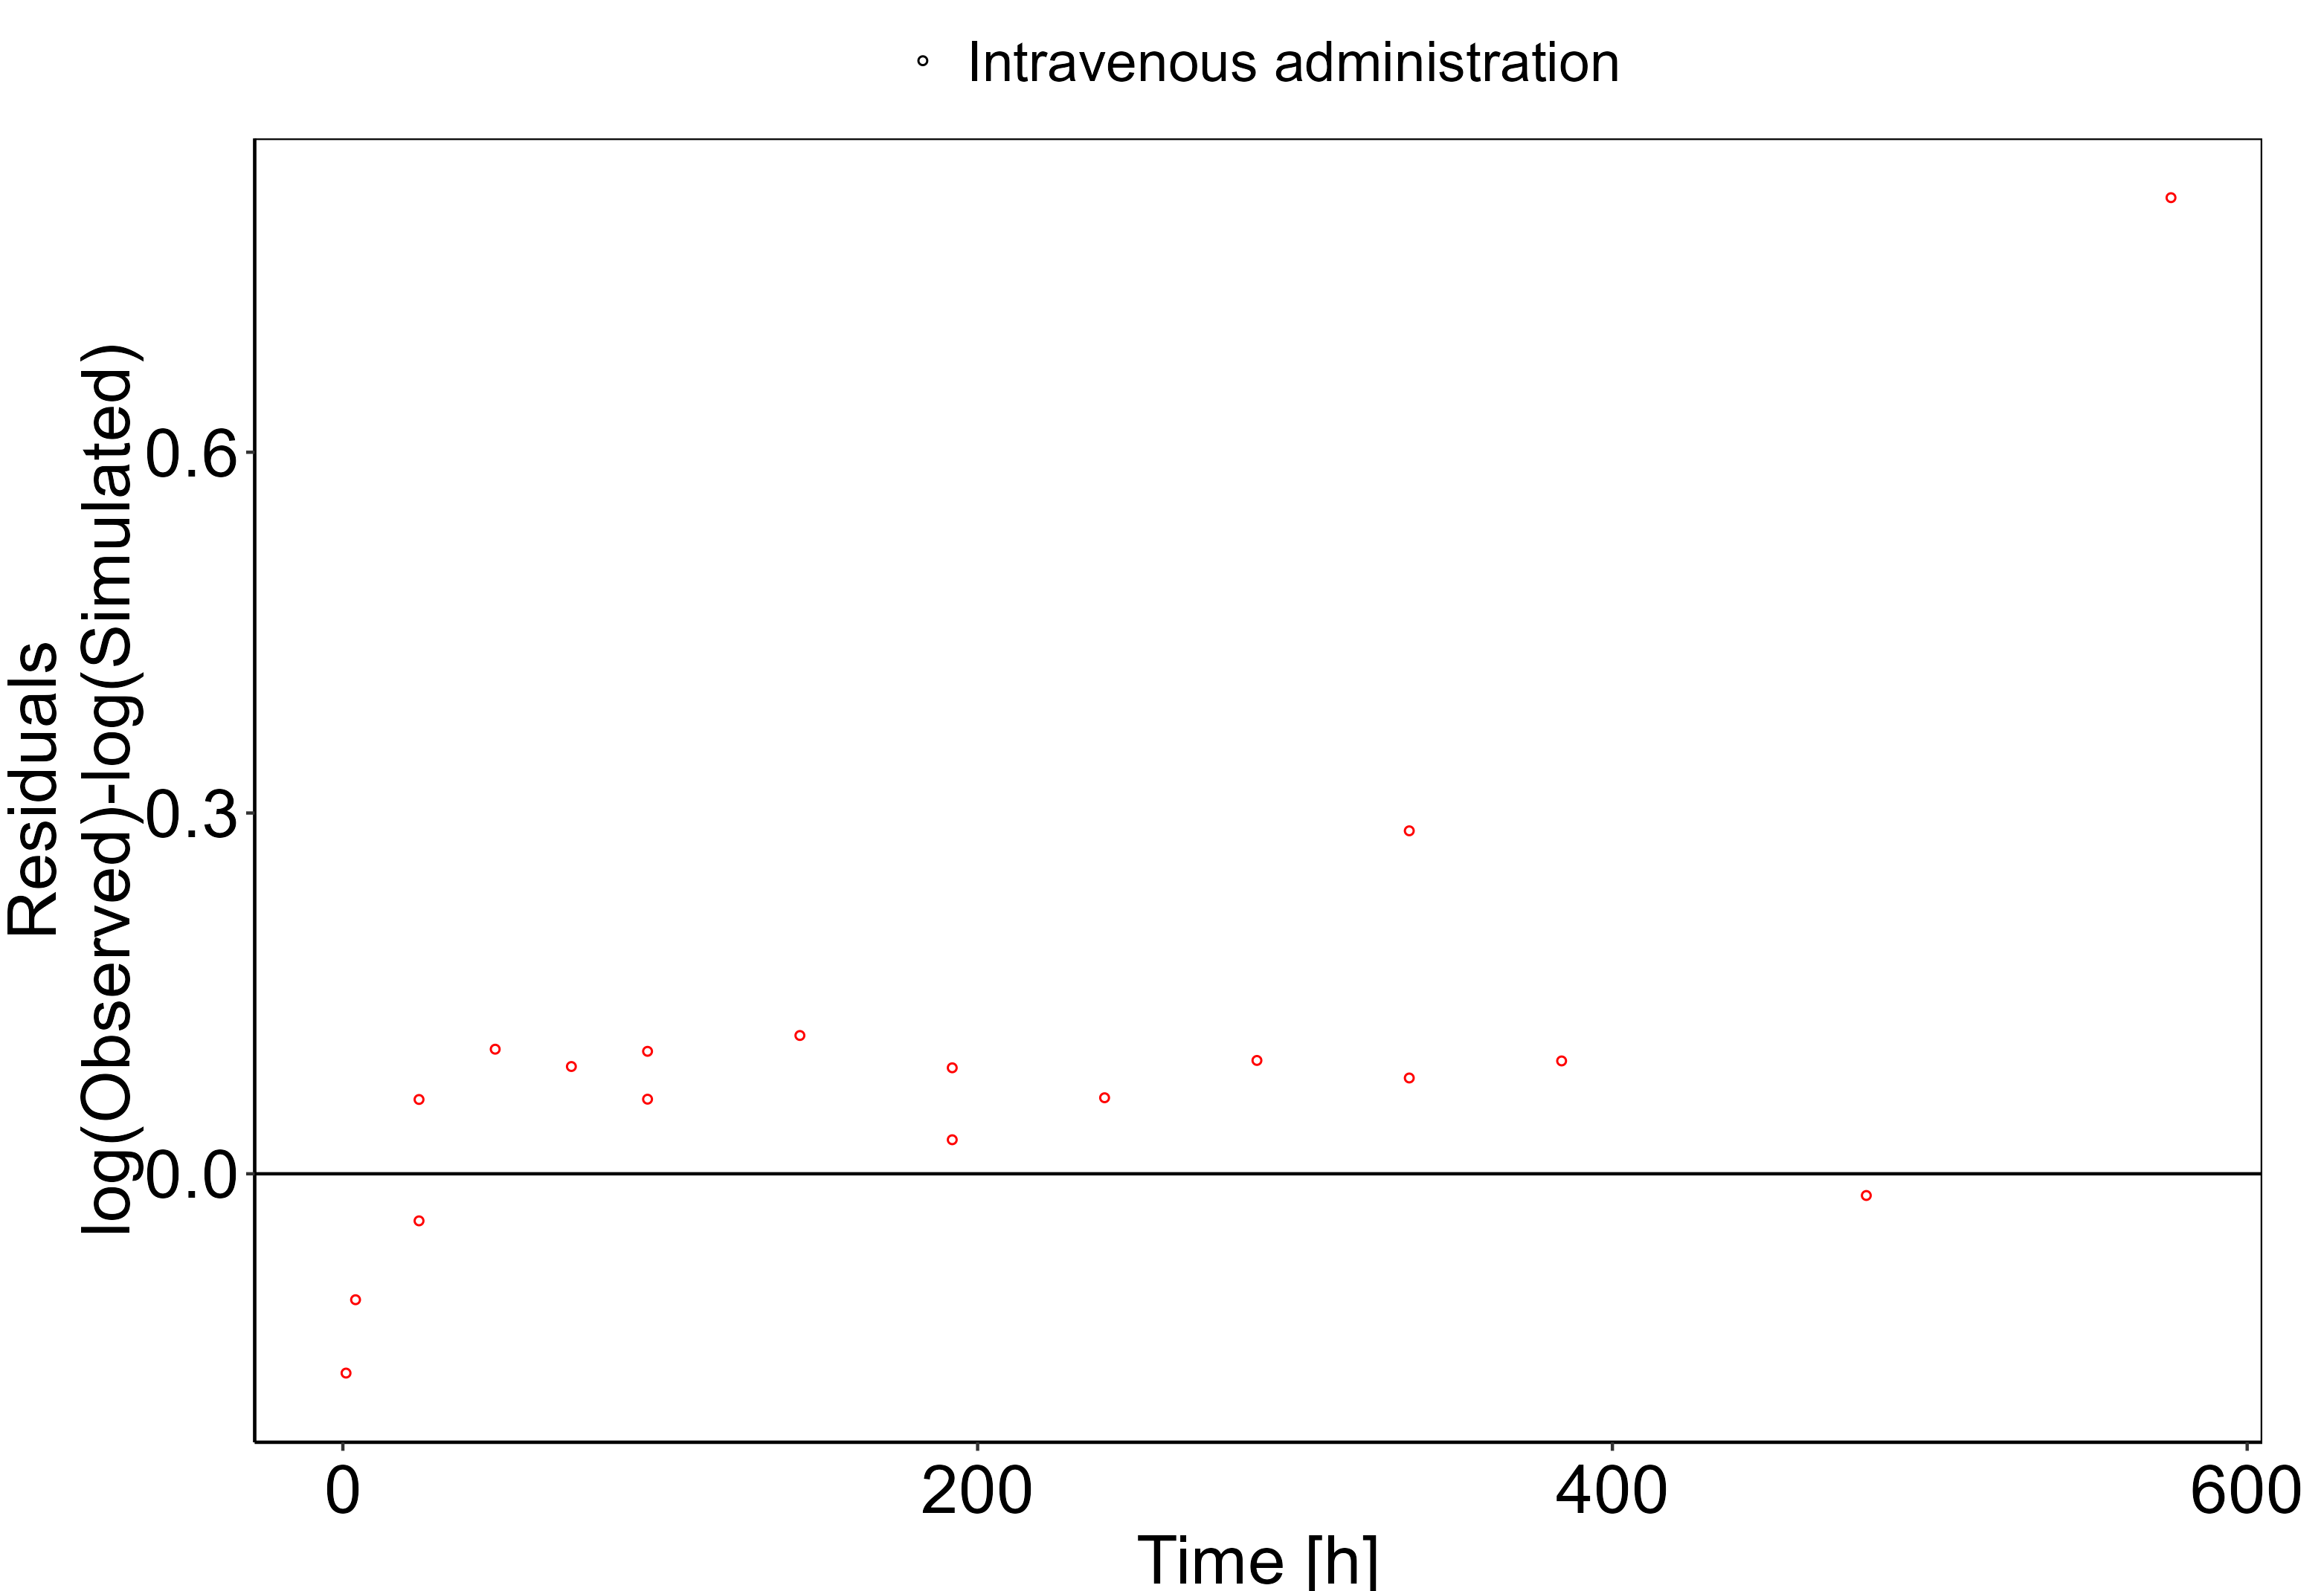 Intravenous administration
Residuals
log(Observed)-log(Simulated)
0.6
0.3
0.0
0
200
400
600
Time [h]